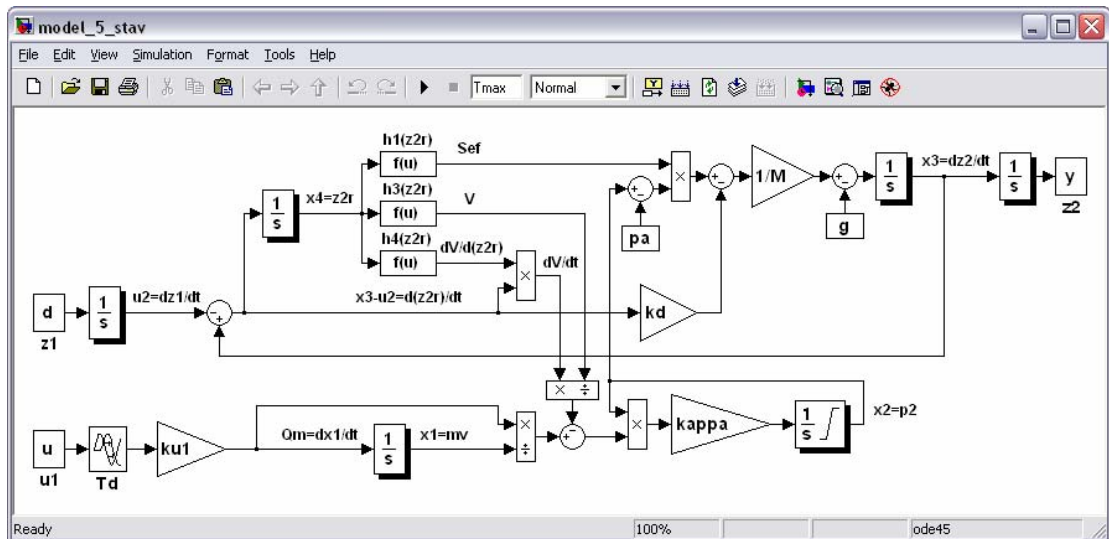 model_5_stav
File Edit View Simulation Format Tools Help
Tmax Normal
h1(z2r)
f(u)
Sef
h3(z2r)
f(u)
V
h4(z2r)
f(u)
dV/d(z2r)
×
dV/dt
x4=z2r
1
s
×
pa
1/M
g
1
s
x3=dz2/dt
1
s
y
z2
d
z1
1
s
u2=dz1/dt
x3-u2=d(z2r)/dt
kd
× ÷
u
u1
Td
ku1
Qm=dx1/dt
1
s
x1=mv
×
÷
×
kappa
1
s
x2=p2
Ready 100% ode45